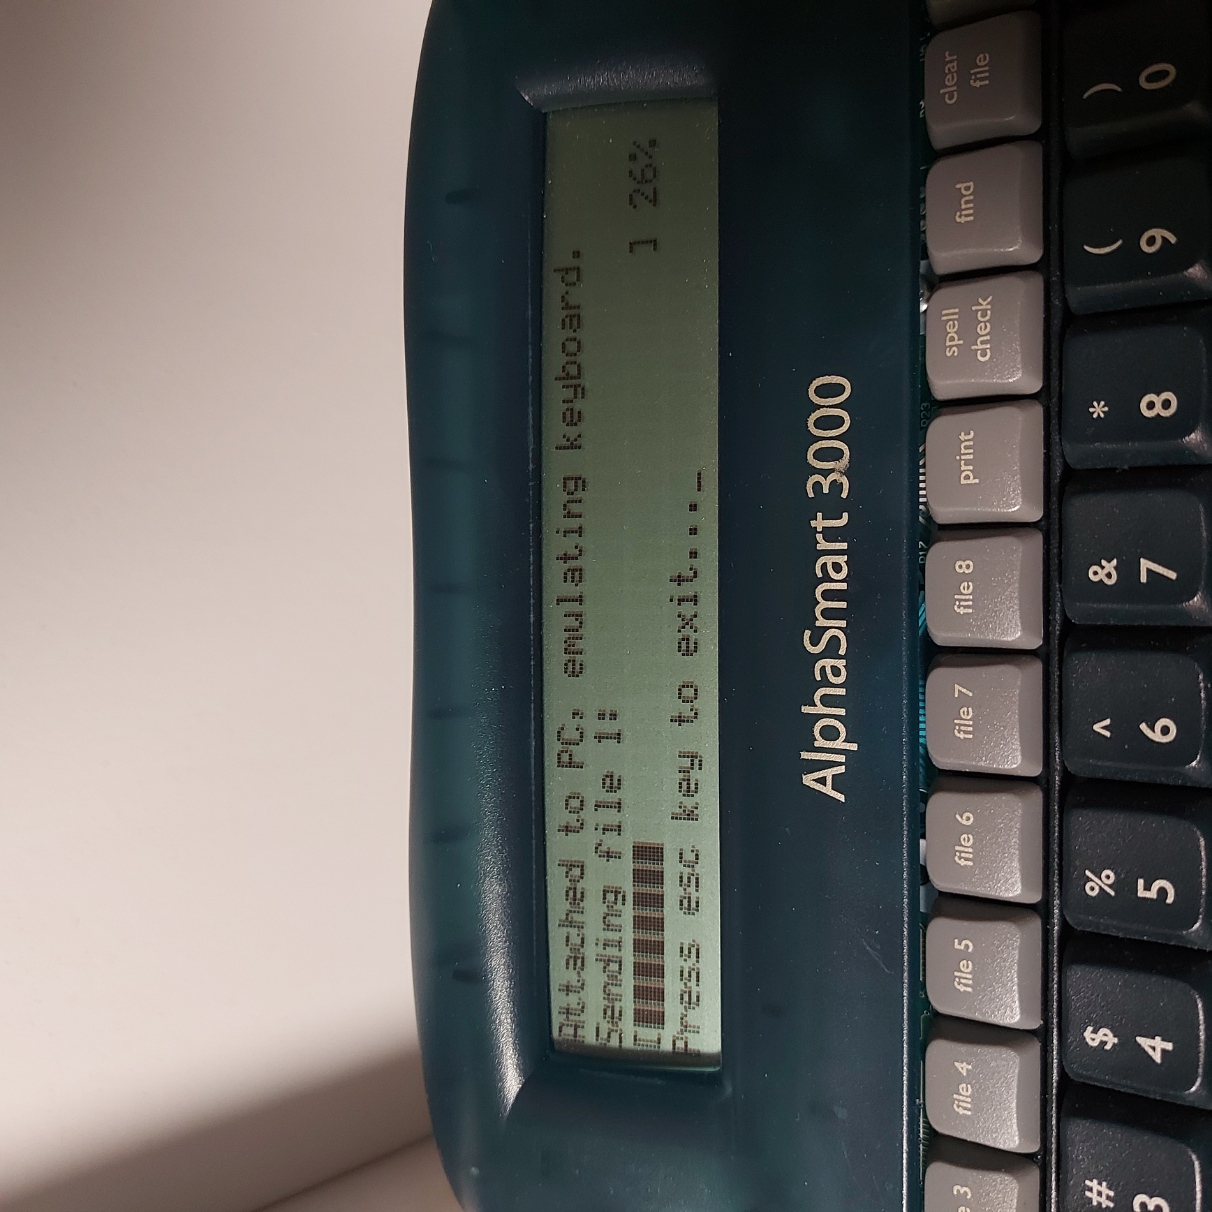 Attached to PC, emulating keyboard.
Sending file 1:
[ ] 26%
Press esc key to exit..._
AlphaSmart 3000
file 4
file 5
file 6
file 7
file 8
print
spell check
find
clear file
# $ % ^ & * ( )
3 4 5 6 7 8 9 0